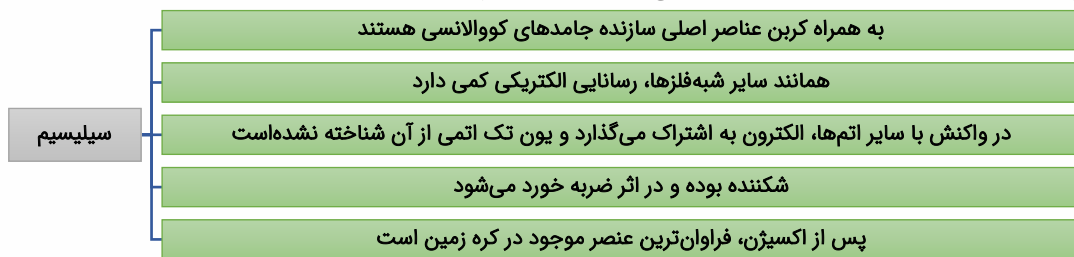 سیلیسیم
به همراه کربن عناصر اصلی سازنده جامدهای کووالانسی هستند
همانند سایر شبه‌فلزها، رسانایی الکتریکی کمی دارد
در واکنش با سایر اتم‌ها، الکترون به اشتراک می‌گذارد و یون تک اتمی از آن شناخته نشده‌است
شکننده بوده و در اثر ضربه خورد می‌شود
پس از اکسیژن، فراوان‌ترین عنصر موجود در کره زمین است